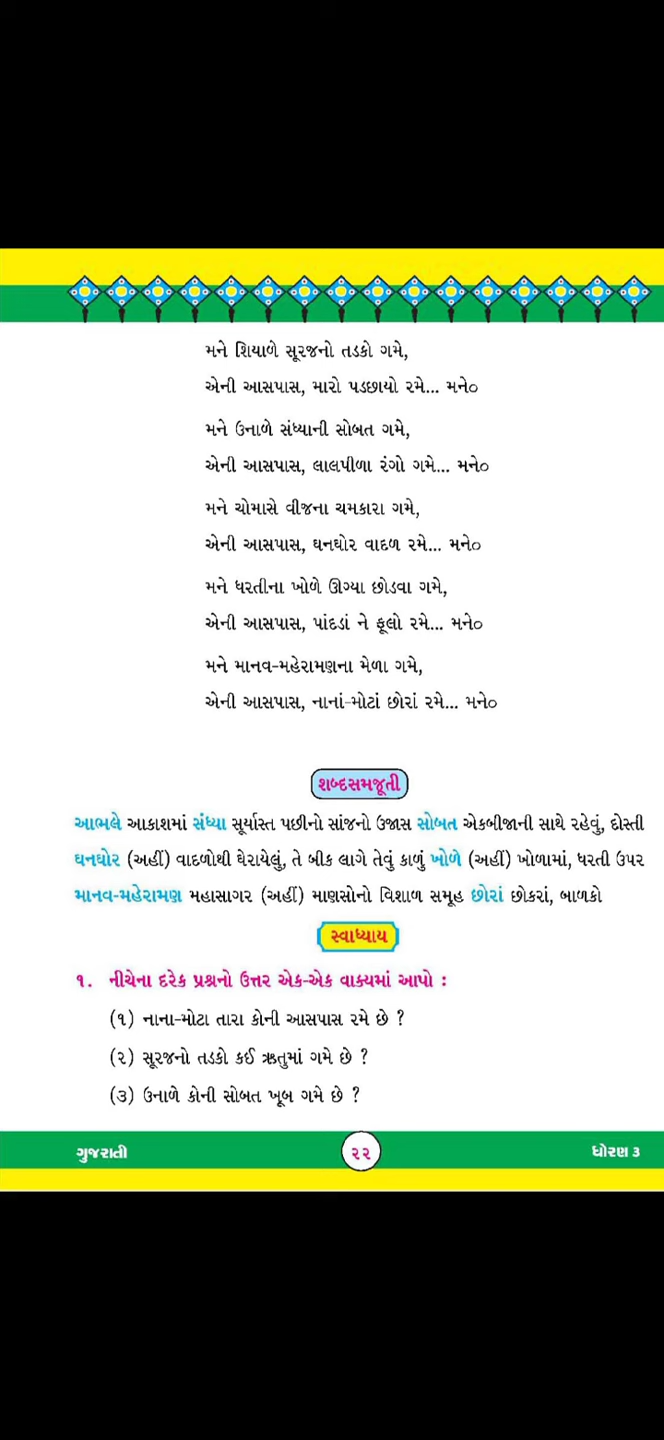 મને શિયાળે સૂરજનો તડકો ગમે,
એની આસપાસ, મારો પડછાયો રમે... મને૦
મને ઉનાળે સંધ્યાની સોબત ગમે,
એની આસપાસ, લાલપીળા રંગો ગમે... મને૦
મને ચોમાસે વીજના ચમકારા ગમે,
એની આસપાસ, ઘનઘોર વાદળ રમે... મને૦
મને ધરતીના ખોળે ઊગ્યા છોડવા ગમે,
એની આસપાસ, પાંદડાં ને ફૂલો રમે... મને૦
મને માનવ-મહેરામણના મેળા ગમે,
એની આસપાસ, નાનાં-મોટાં છોરાં રમે... મને૦
શબ્દસમજૂતી
આભલે આકાશમાં સંધ્યા સૂર્યાસ્ત પછીનો સાંજનો ઉજાસ સોબત એકબીજાની સાથે રહેવું, દોસ્તી
ઘનઘોર (અહીં) વાદળોથી ઘેરાયેલું, તે બીક લાગે તેવું કાળું ખોળે (અહીં) ખોળામાં, ધરતી ઉપર
માનવ-મહેરામણ મહાસાગર (અહીં) માણસોનો વિશાળ સમૂહ છોરાં છોકરાં, બાળકો
સ્વાધ્યાય
૧. નીચેના દરેક પ્રશ્નનો ઉત્તર એક-એક વાક્યમાં આપો :
(૧) નાના-મોટા તારા કોની આસપાસ રમે છે ?
(૨) સૂરજનો તડકો કઈ ઋતુમાં ગમે છે ?
(૩) ઉનાળે કોની સોબત ખૂબ ગમે છે ?
ગુજરાતી ૨૨ ધોરણ ૩